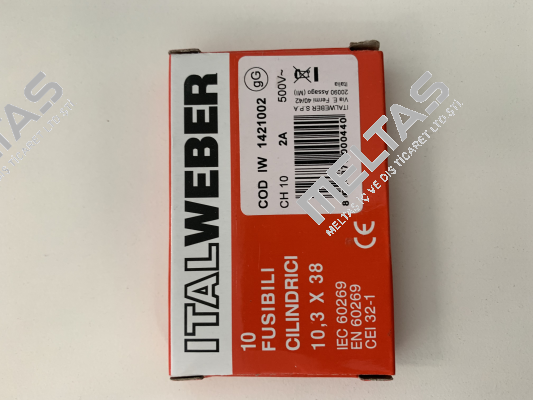 ITALWEBER
COD IW 1421002
gG
CH 10 2A 500V~
ITALWEBER S.P.A
Via E. Fermi 40/42
20090 Assago (MI)
Italia
10
FUSIBILI
CILINDRICI
10,3 X 38
IEC 60269
EN 60269
CEI 32-1
CE
MELTAS